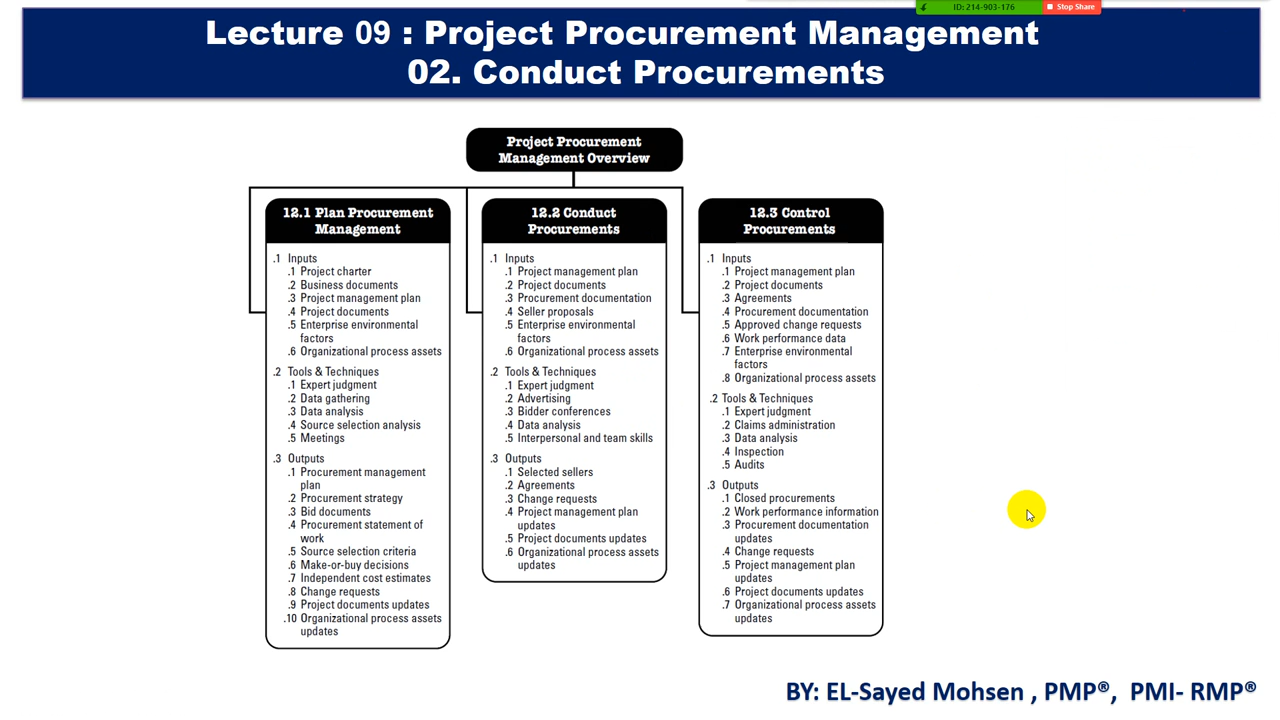 ID: 214-903-176
Stop Share
Lecture 09 : Project Procurement Management
02. Conduct Procurements
Project Procurement
Management Overview
12.1 Plan Procurement
Management
.1 Inputs
.1 Project charter
.2 Business documents
.3 Project management plan
.4 Project documents
.5 Enterprise environmental
factors
.6 Organizational process assets
.2 Tools & Techniques
.1 Expert judgment
.2 Data gathering
.3 Data analysis
.4 Source selection analysis
.5 Meetings
.3 Outputs
.1 Procurement management
plan
.2 Procurement strategy
.3 Bid documents
.4 Procurement statement of
work
.5 Source selection criteria
.6 Make-or-buy decisions
.7 Independent cost estimates
.8 Change requests
.9 Project documents updates
.10 Organizational process assets
updates
12.2 Conduct
Procurements
.1 Inputs
.1 Project management plan
.2 Project documents
.3 Procurement documentation
.4 Seller proposals
.5 Enterprise environmental
factors
.6 Organizational process assets
.2 Tools & Techniques
.1 Expert judgment
.2 Advertising
.3 Bidder conferences
.4 Data analysis
.5 Interpersonal and team skills
.3 Outputs
.1 Selected sellers
.2 Agreements
.3 Change requests
.4 Project management plan
updates
.5 Project documents updates
.6 Organizational process assets
updates
12.3 Control
Procurements
.1 Inputs
.1 Project management plan
.2 Project documents
.3 Agreements
.4 Procurement documentation
.5 Approved change requests
.6 Work performance data
.7 Enterprise environmental
factors
.8 Organizational process assets
.2 Tools & Techniques
.1 Expert judgment
.2 Claims administration
.3 Data analysis
.4 Inspection
.5 Audits
.3 Outputs
.1 Closed procurements
.2 Work performance information
.3 Procurement documentation
updates
.4 Change requests
.5 Project management plan
updates
.6 Project documents updates
.7 Organizational process assets
updates
BY: EL-Sayed Mohsen , PMP®, PMI- RMP®